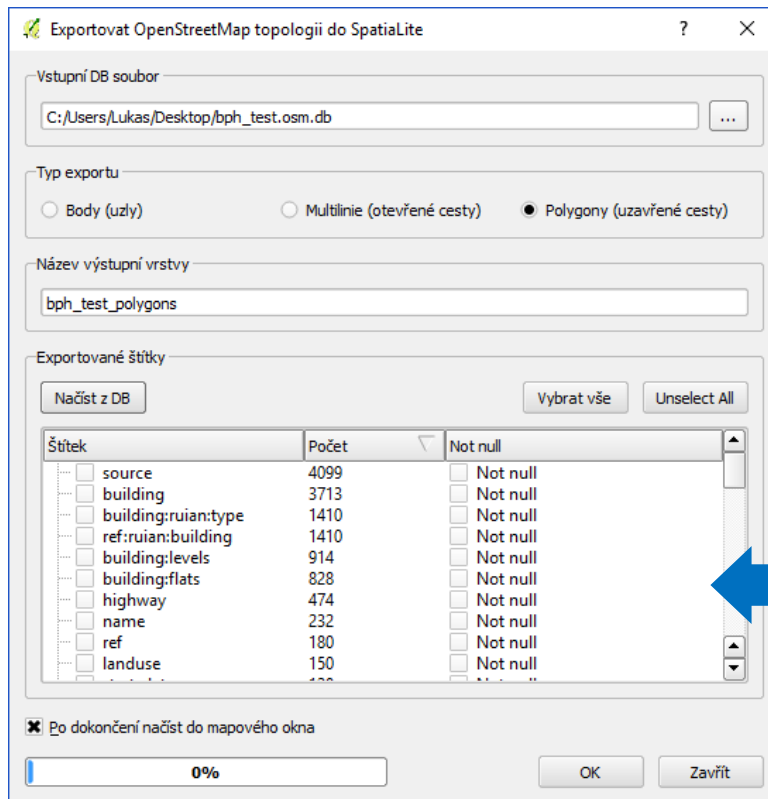 Exportovat OpenStreetMap topologii do SpatiaLite ?
Vstupní DB soubor
C:/Users/Lukas/Desktop/bph_test.osm.db ...
Typ exportu
Body (uzly) Multilinie (otevřené cesty) Polygony (uzavřené cesty)
Název výstupní vrstvy
bph_test_polygons
Exportované štítky
Načíst z DB Vybrat vše Unselect All
Štítek Počet Not null
source 4099 Not null
building 3713 Not null
building:ruian:type 1410 Not null
ref:ruian:building 1410 Not null
building:levels 914 Not null
building:flats 828 Not null
highway 474 Not null
name 232 Not null
ref 180 Not null
landuse 150 Not null
Po dokončení načíst do mapového okna
0% OK Zavřít